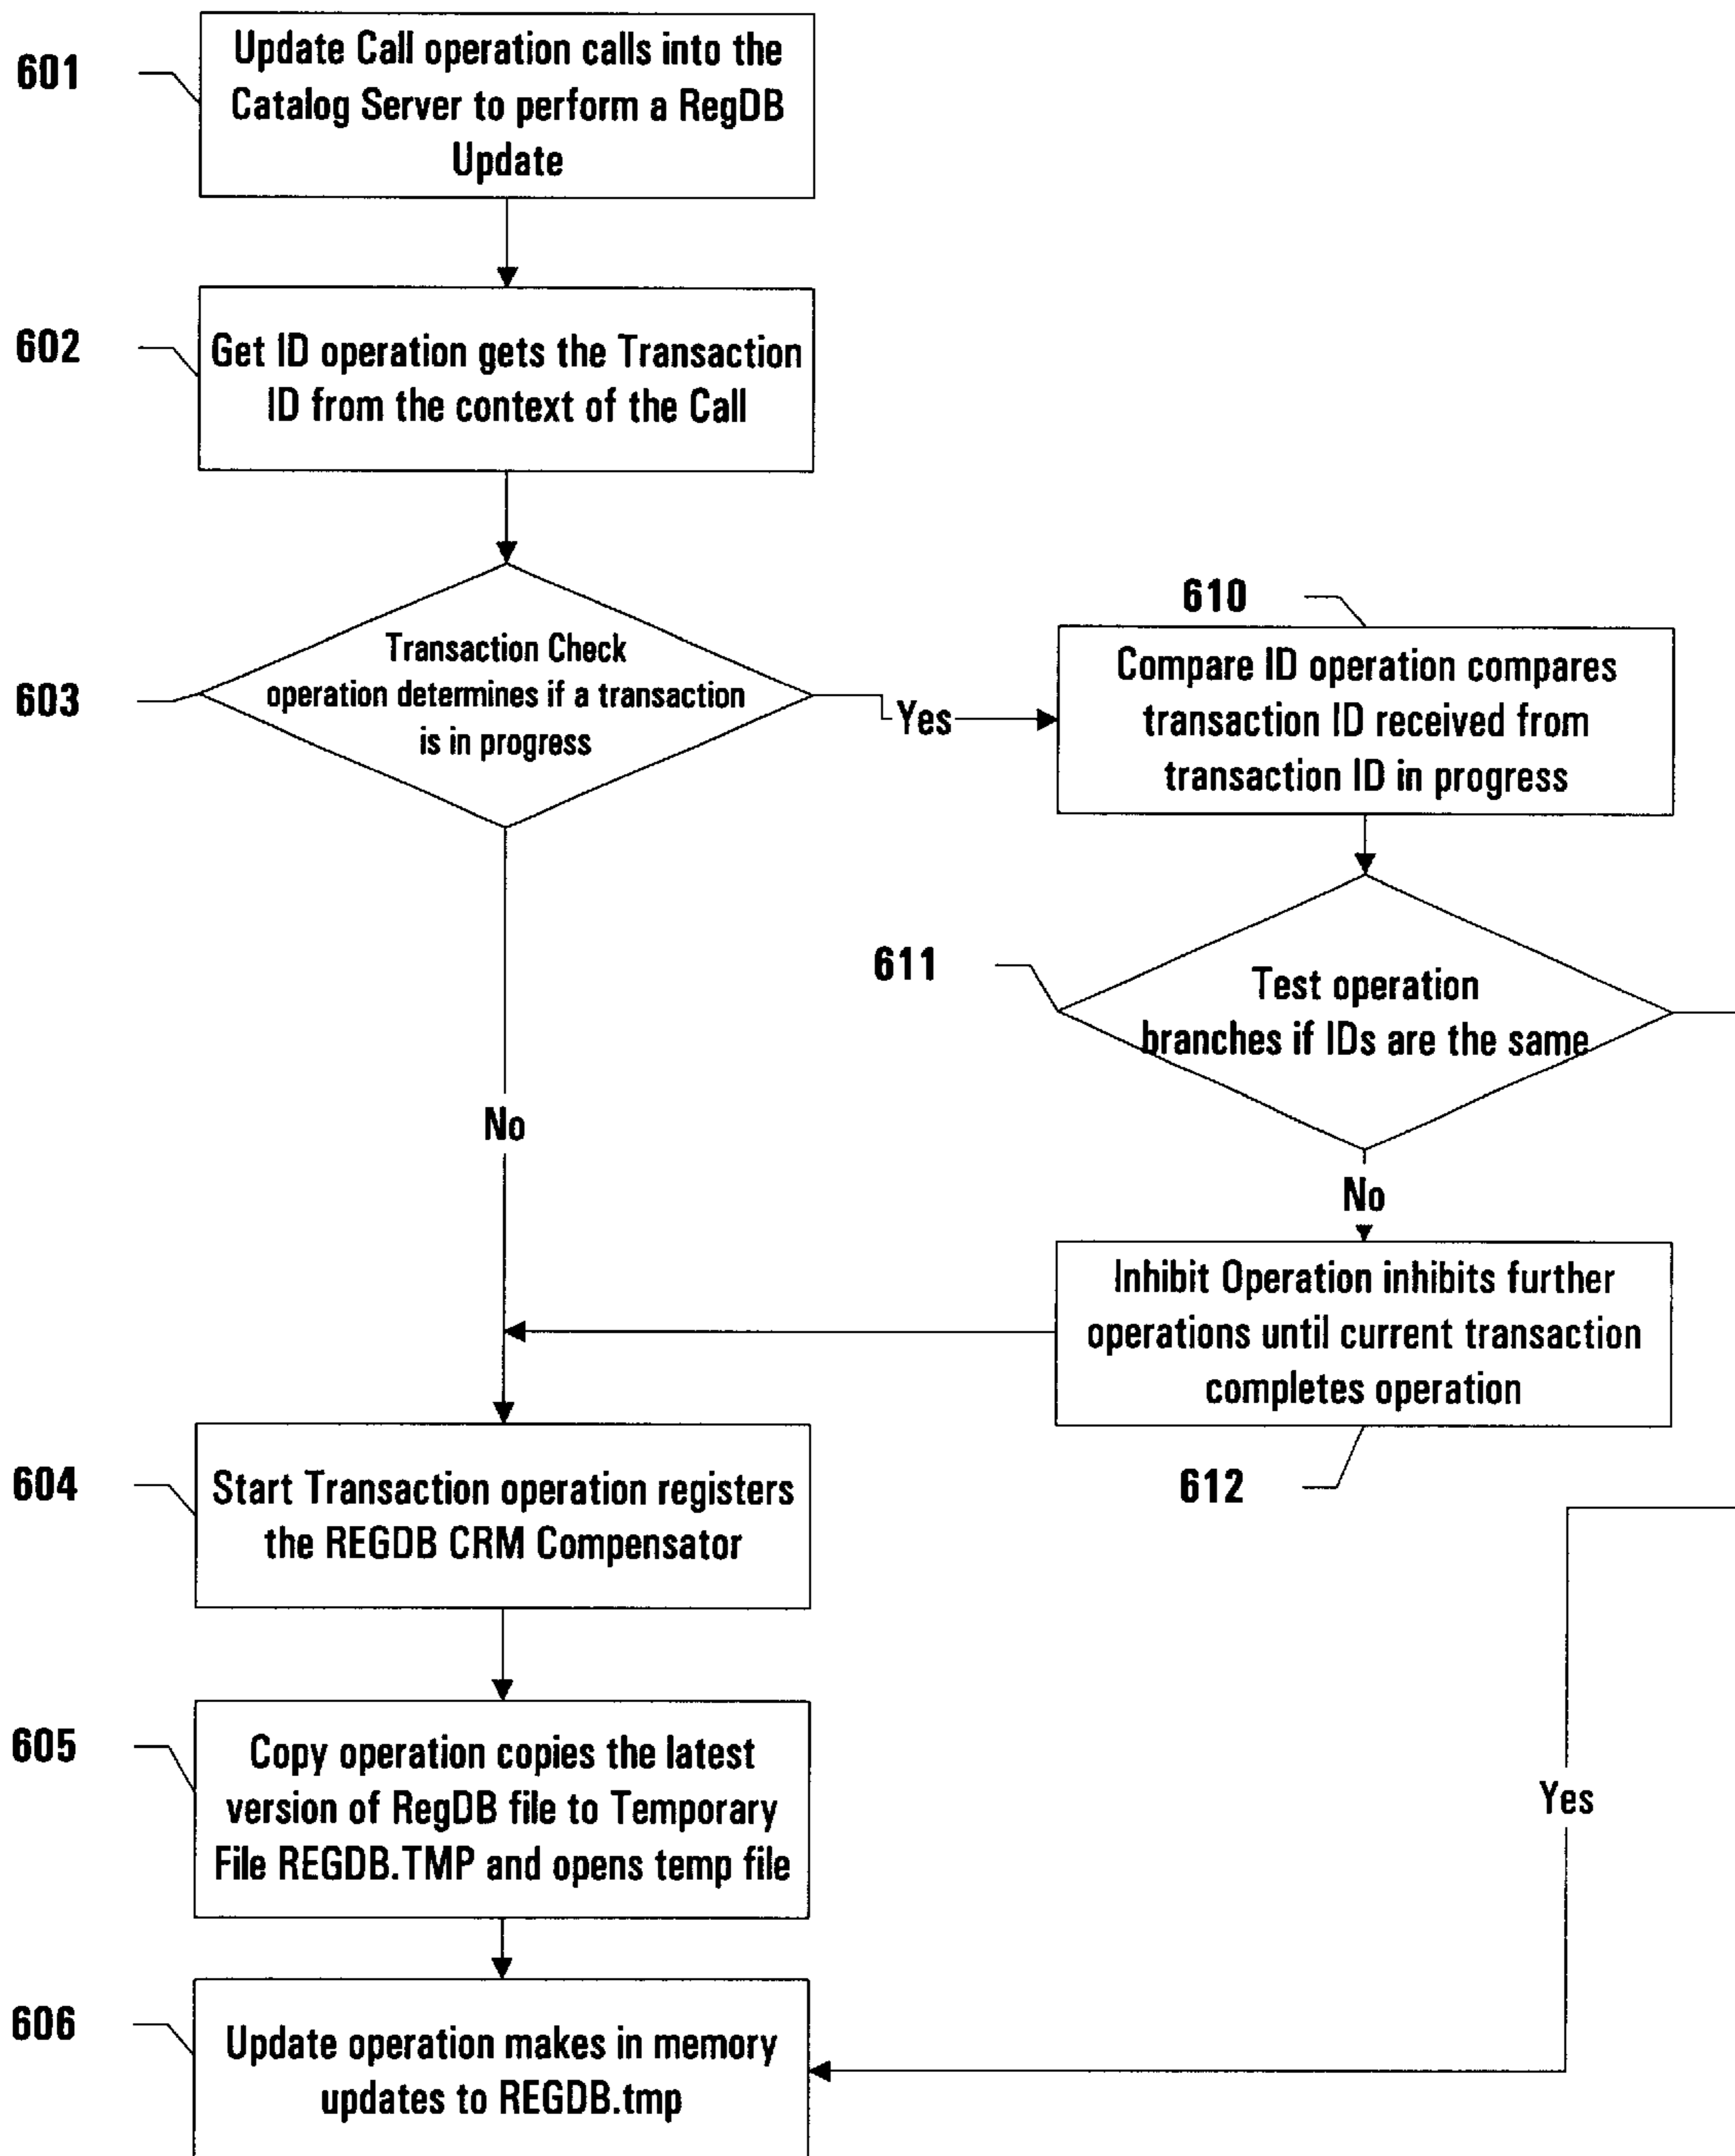 601
Update Call operation calls into the
Catalog Server to perform a RegDB
Update
602
Get ID operation gets the Transaction
ID from the context of the Call
603
Transaction Check
operation determines if a transaction
is in progress
Yes
610
Compare ID operation compares
transaction ID received from
transaction ID in progress
611
Test operation
branches if IDs are the same
No
No
Inhibit Operation inhibits further
operations until current transaction
completes operation
612
604
Start Transaction operation registers
the REGDB CRM Compensator
605
Copy operation copies the latest
version of RegDB file to Temporary
File REGDB.TMP and opens temp file
Yes
606
Update operation makes in memory
updates to REGDB.tmp